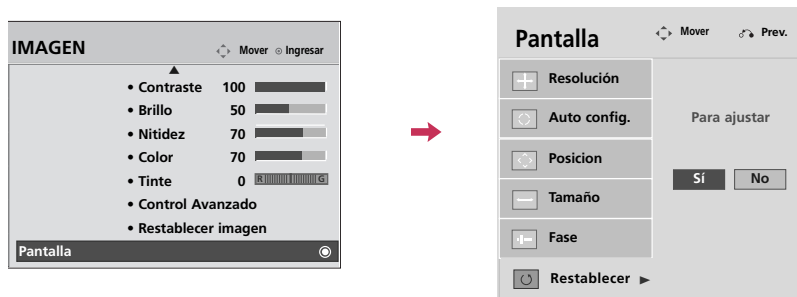 IMAGEN
Mover
Ingresar
• Contraste 100
• Brillo 50
• Nitidez 70
• Color 70
• Tinte 0 R G
• Control Avanzado
• Restablecer imagen
Pantalla
Pantalla
Mover
Prev.
Resolución
Auto config.
Posicion
Tamaño
Fase
Restablecer ►
Para ajustar
Sí No